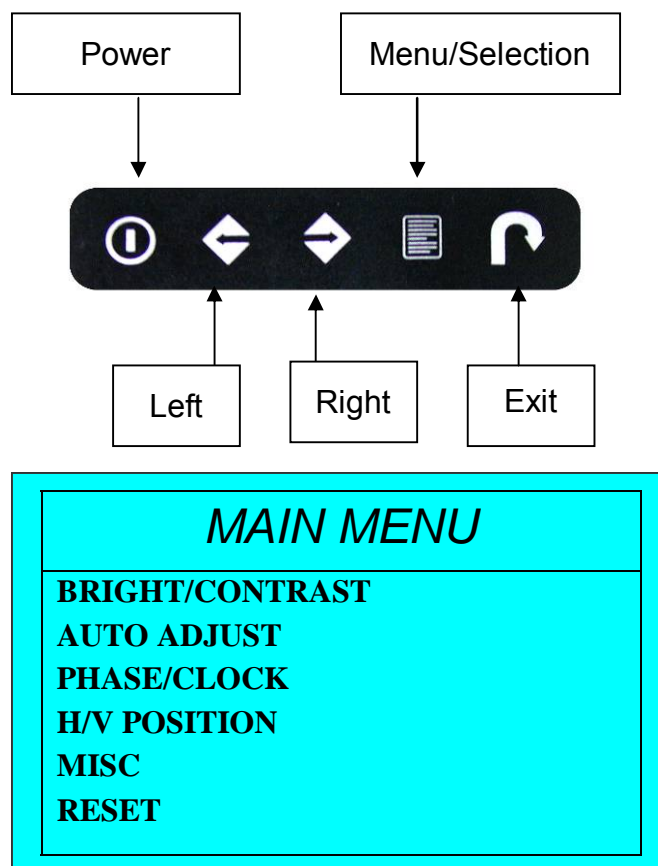 Power
Menu/Selection
Left
Right
Exit
MAIN MENU
BRIGHT/CONTRAST
AUTO ADJUST
PHASE/CLOCK
H/V POSITION
MISC
RESET